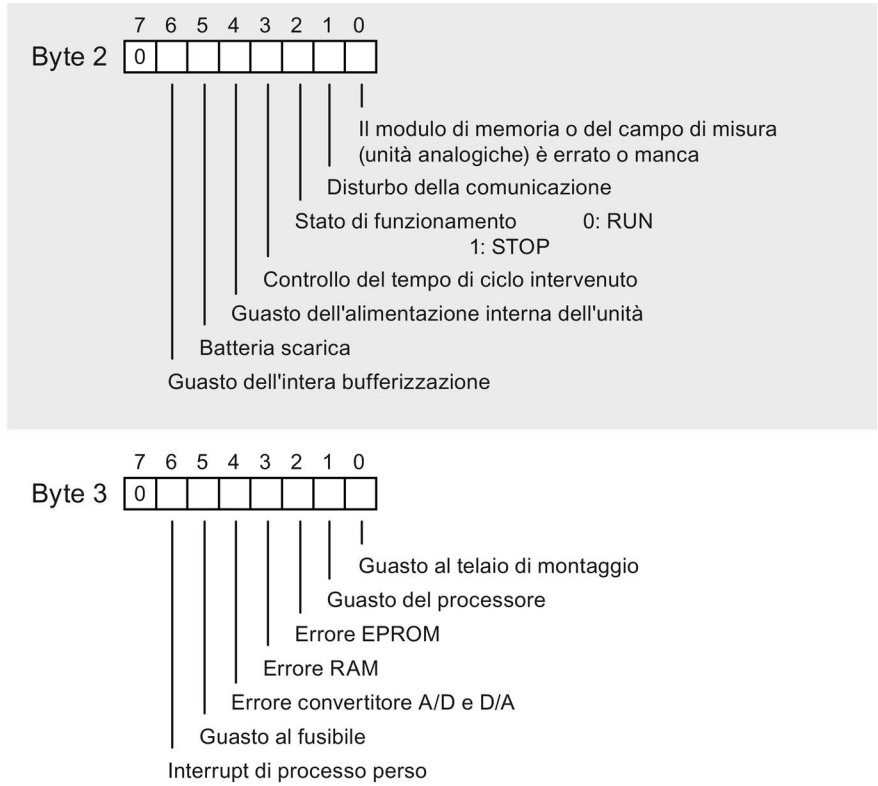 7 6 5 4 3 2 1 0
Byte 2 0
Il modulo di memoria o del campo di misura
(unità analogiche) è errato o manca
Disturbo della comunicazione
Stato di funzionamento 0: RUN
1: STOP
Controllo del tempo di ciclo intervenuto
Guasto dell'alimentazione interna dell'unità
Batteria scarica
Guasto dell'intera bufferizzazione
7 6 5 4 3 2 1 0
Byte 3 0
Guasto al telaio di montaggio
Guasto del processore
Errore EPROM
Errore RAM
Errore convertitore A/D e D/A
Guasto al fusibile
Interrupt di processo perso